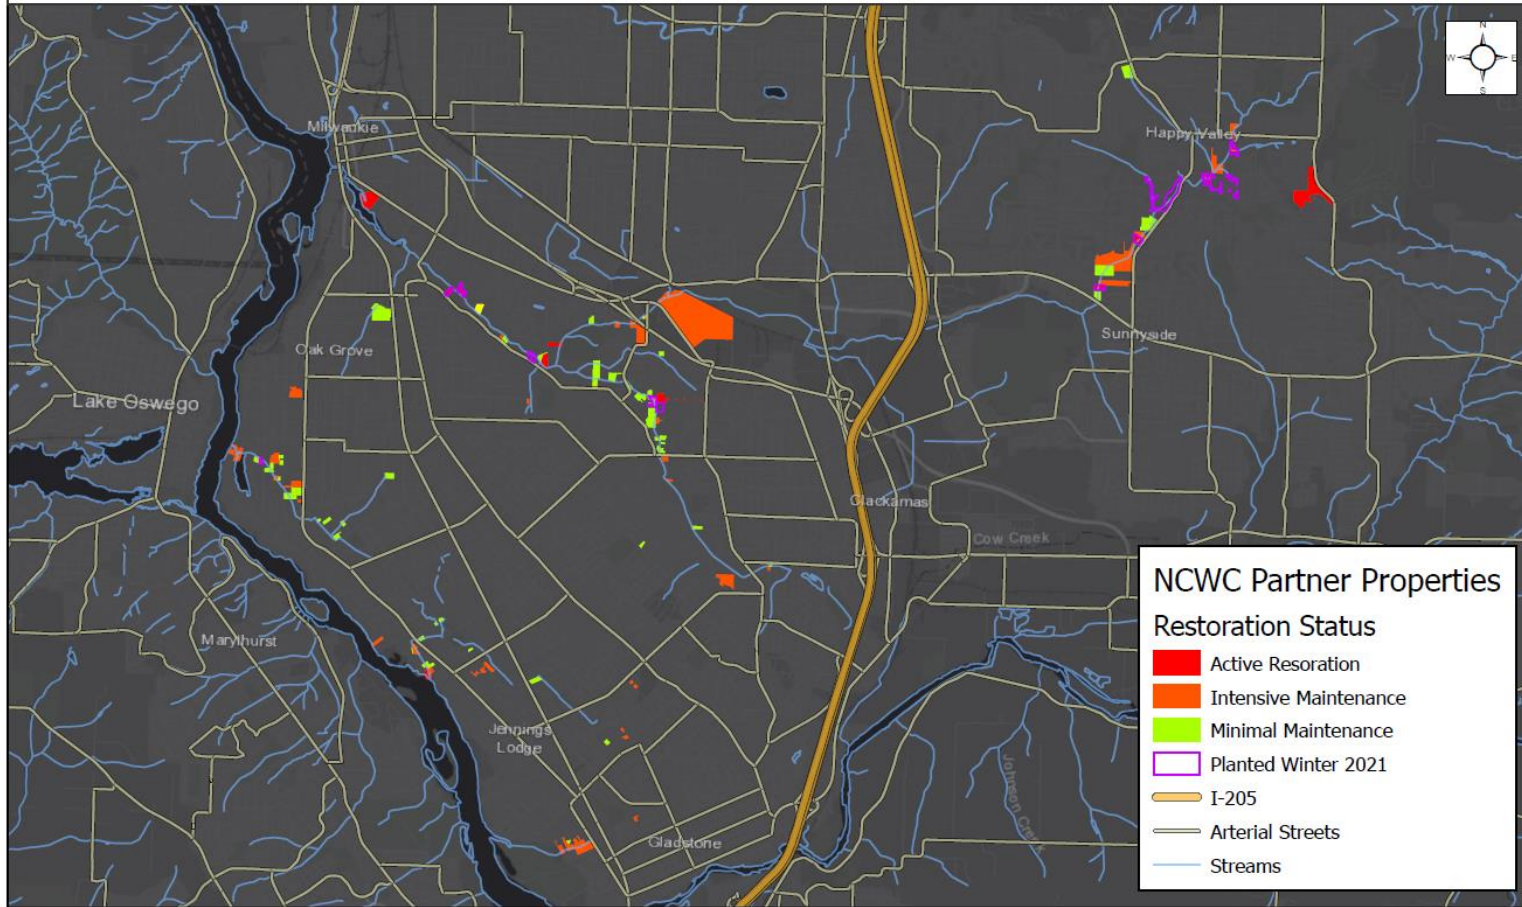 N
W
E
S
Milwaukie
Happy Valley
Sunnyside
Oak Grove
Lake Oswego
Clackamas
Cow Creek
Marylhurst
Jennings
Lodge
Johnson Creek
Gladstone
NCWC Partner Properties
Restoration Status
Active Resoration
Intensive Maintenance
Minimal Maintenance
Planted Winter 2021
I-205
Arterial Streets
Streams